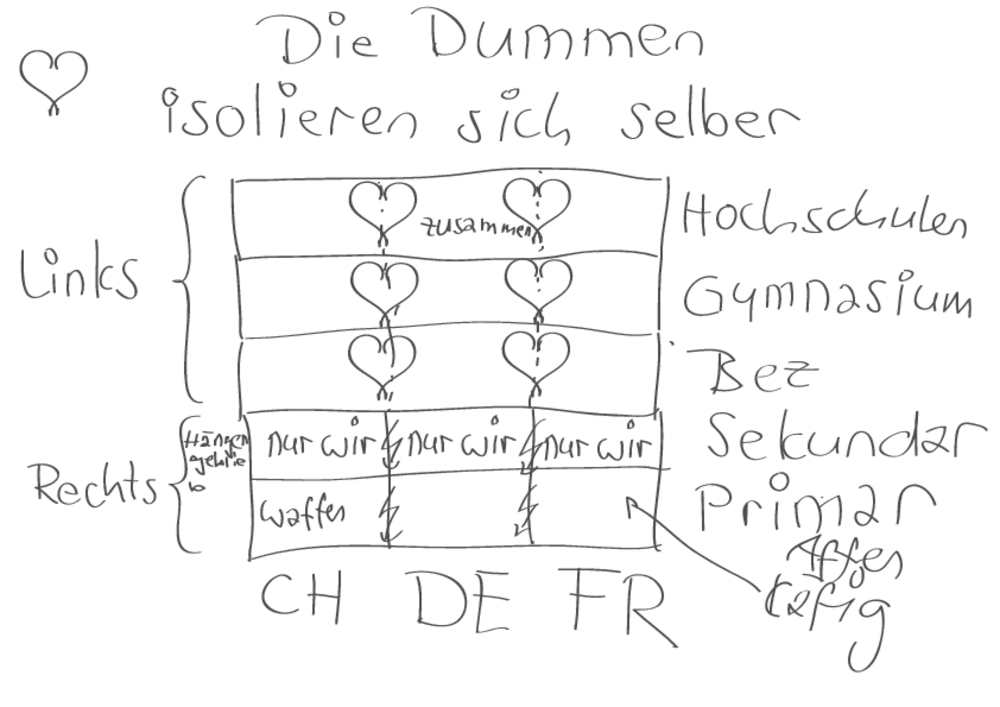 Die Dummen
isolieren sich selber
Links
zusammen
Hochschulen
Gymnasium
Bez
Rechts
Hängen
nur wir nur wir nur wir
Sekundar
Waffen
Primar
Affen
Käfig
CH DE FR